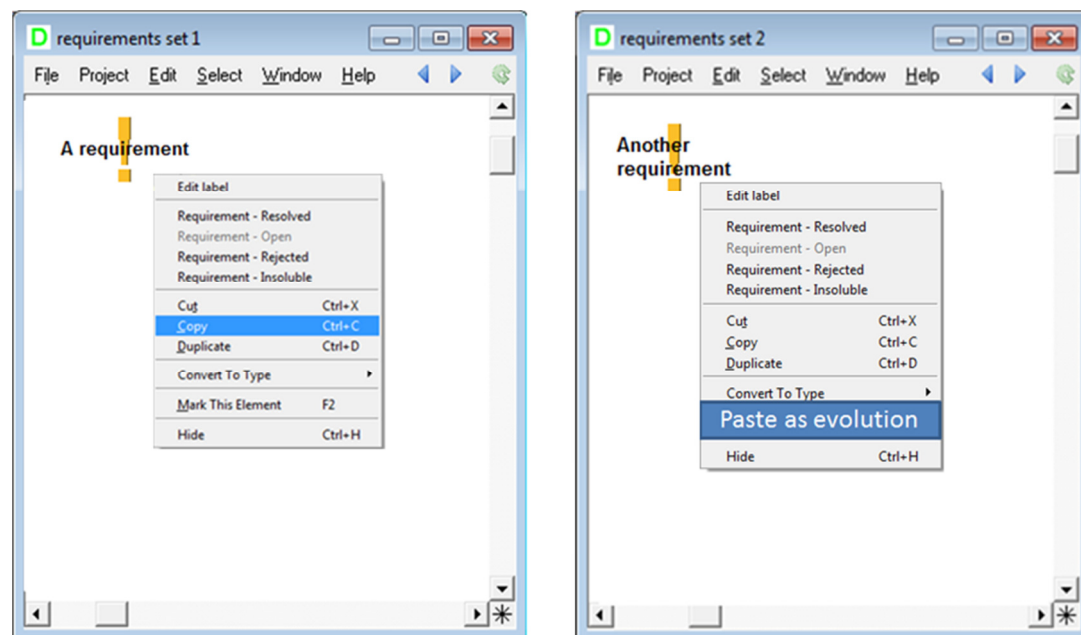 D requirements set 1
File Project Edit Select Window Help
A requirement
Edit label
Requirement - Resolved
Requirement - Open
Requirement - Rejected
Requirement - Insoluble
Cut Ctrl+X
Copy Ctrl+C
Duplicate Ctrl+D
Convert To Type
Mark This Element F2
Hide Ctrl+H
D requirements set 2
File Project Edit Select Window Help
Another
requirement
Edit label
Requirement - Resolved
Requirement - Open
Requirement - Rejected
Requirement - Insoluble
Cut Ctrl+X
Copy Ctrl+C
Duplicate Ctrl+D
Convert To Type
Paste as evolution
Hide Ctrl+H